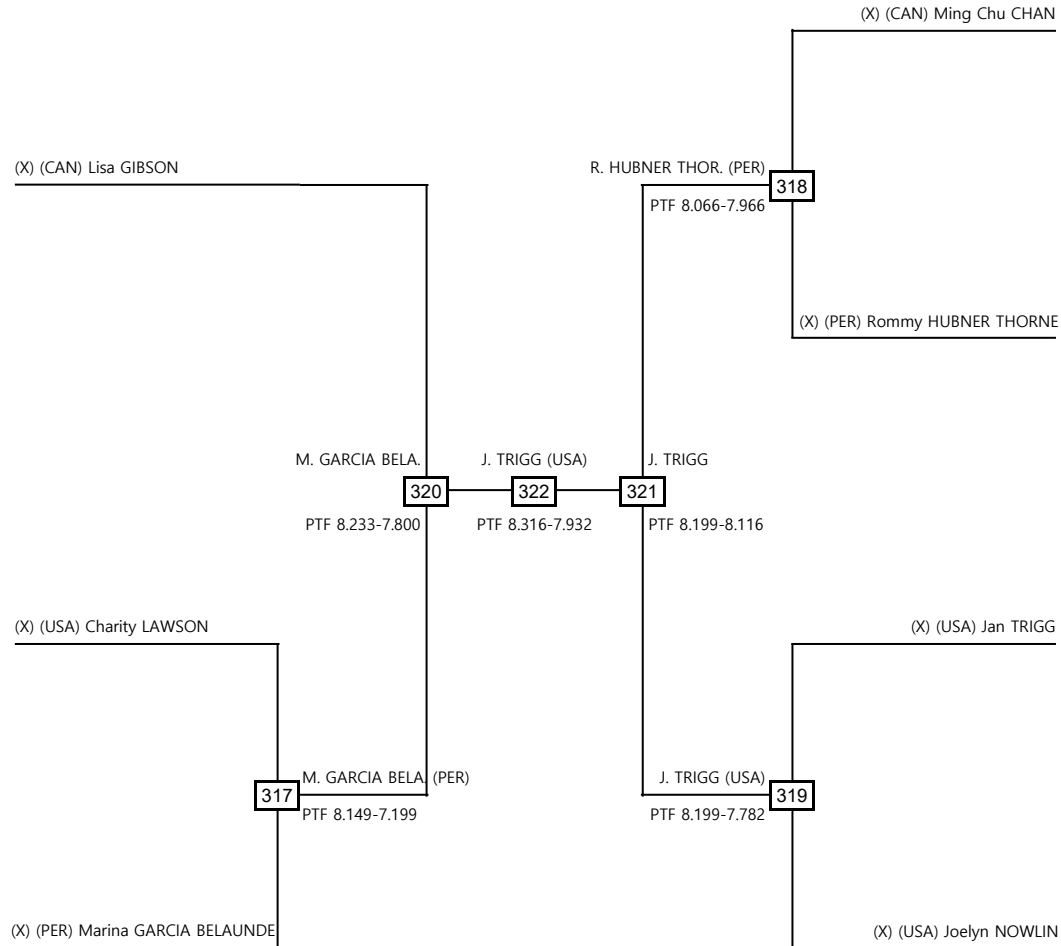 (X) (CAN) Ming Chu CHAN
(X) (CAN) Lisa GIBSON
R. HUBNER THOR. (PER)
318
PTF 8.066-7.966
(X) (PER) Rommy HUBNER THORNE
M. GARCIA BELA.
J. TRIGG (USA)
J. TRIGG
320
322
321
PTF 8.233-7.800
PTF 8.316-7.932
PTF 8.199-8.116
(X) (USA) Charity LAWSON
(X) (USA) Jan TRIGG
M. GARCIA BELA. (PER)
J. TRIGG (USA)
317
319
PTF 8.149-7.199
PTF 8.199-7.782
(X) (PER) Marina GARCIA BELAUNDE
(X) (USA) Joelyn NOWLIN